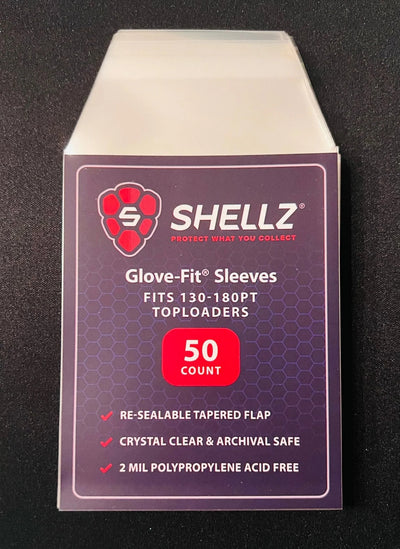 S
SHELLZ®
PROTECT WHAT YOU COLLECT
Glove-Fit® Sleeves
FITS 130-180PT
TOPLOADERS
50
COUNT
RE-SEALABLE TAPERED FLAP
CRYSTAL CLEAR & ARCHIVAL SAFE
2 MIL POLYPROPYLENE ACID FREE